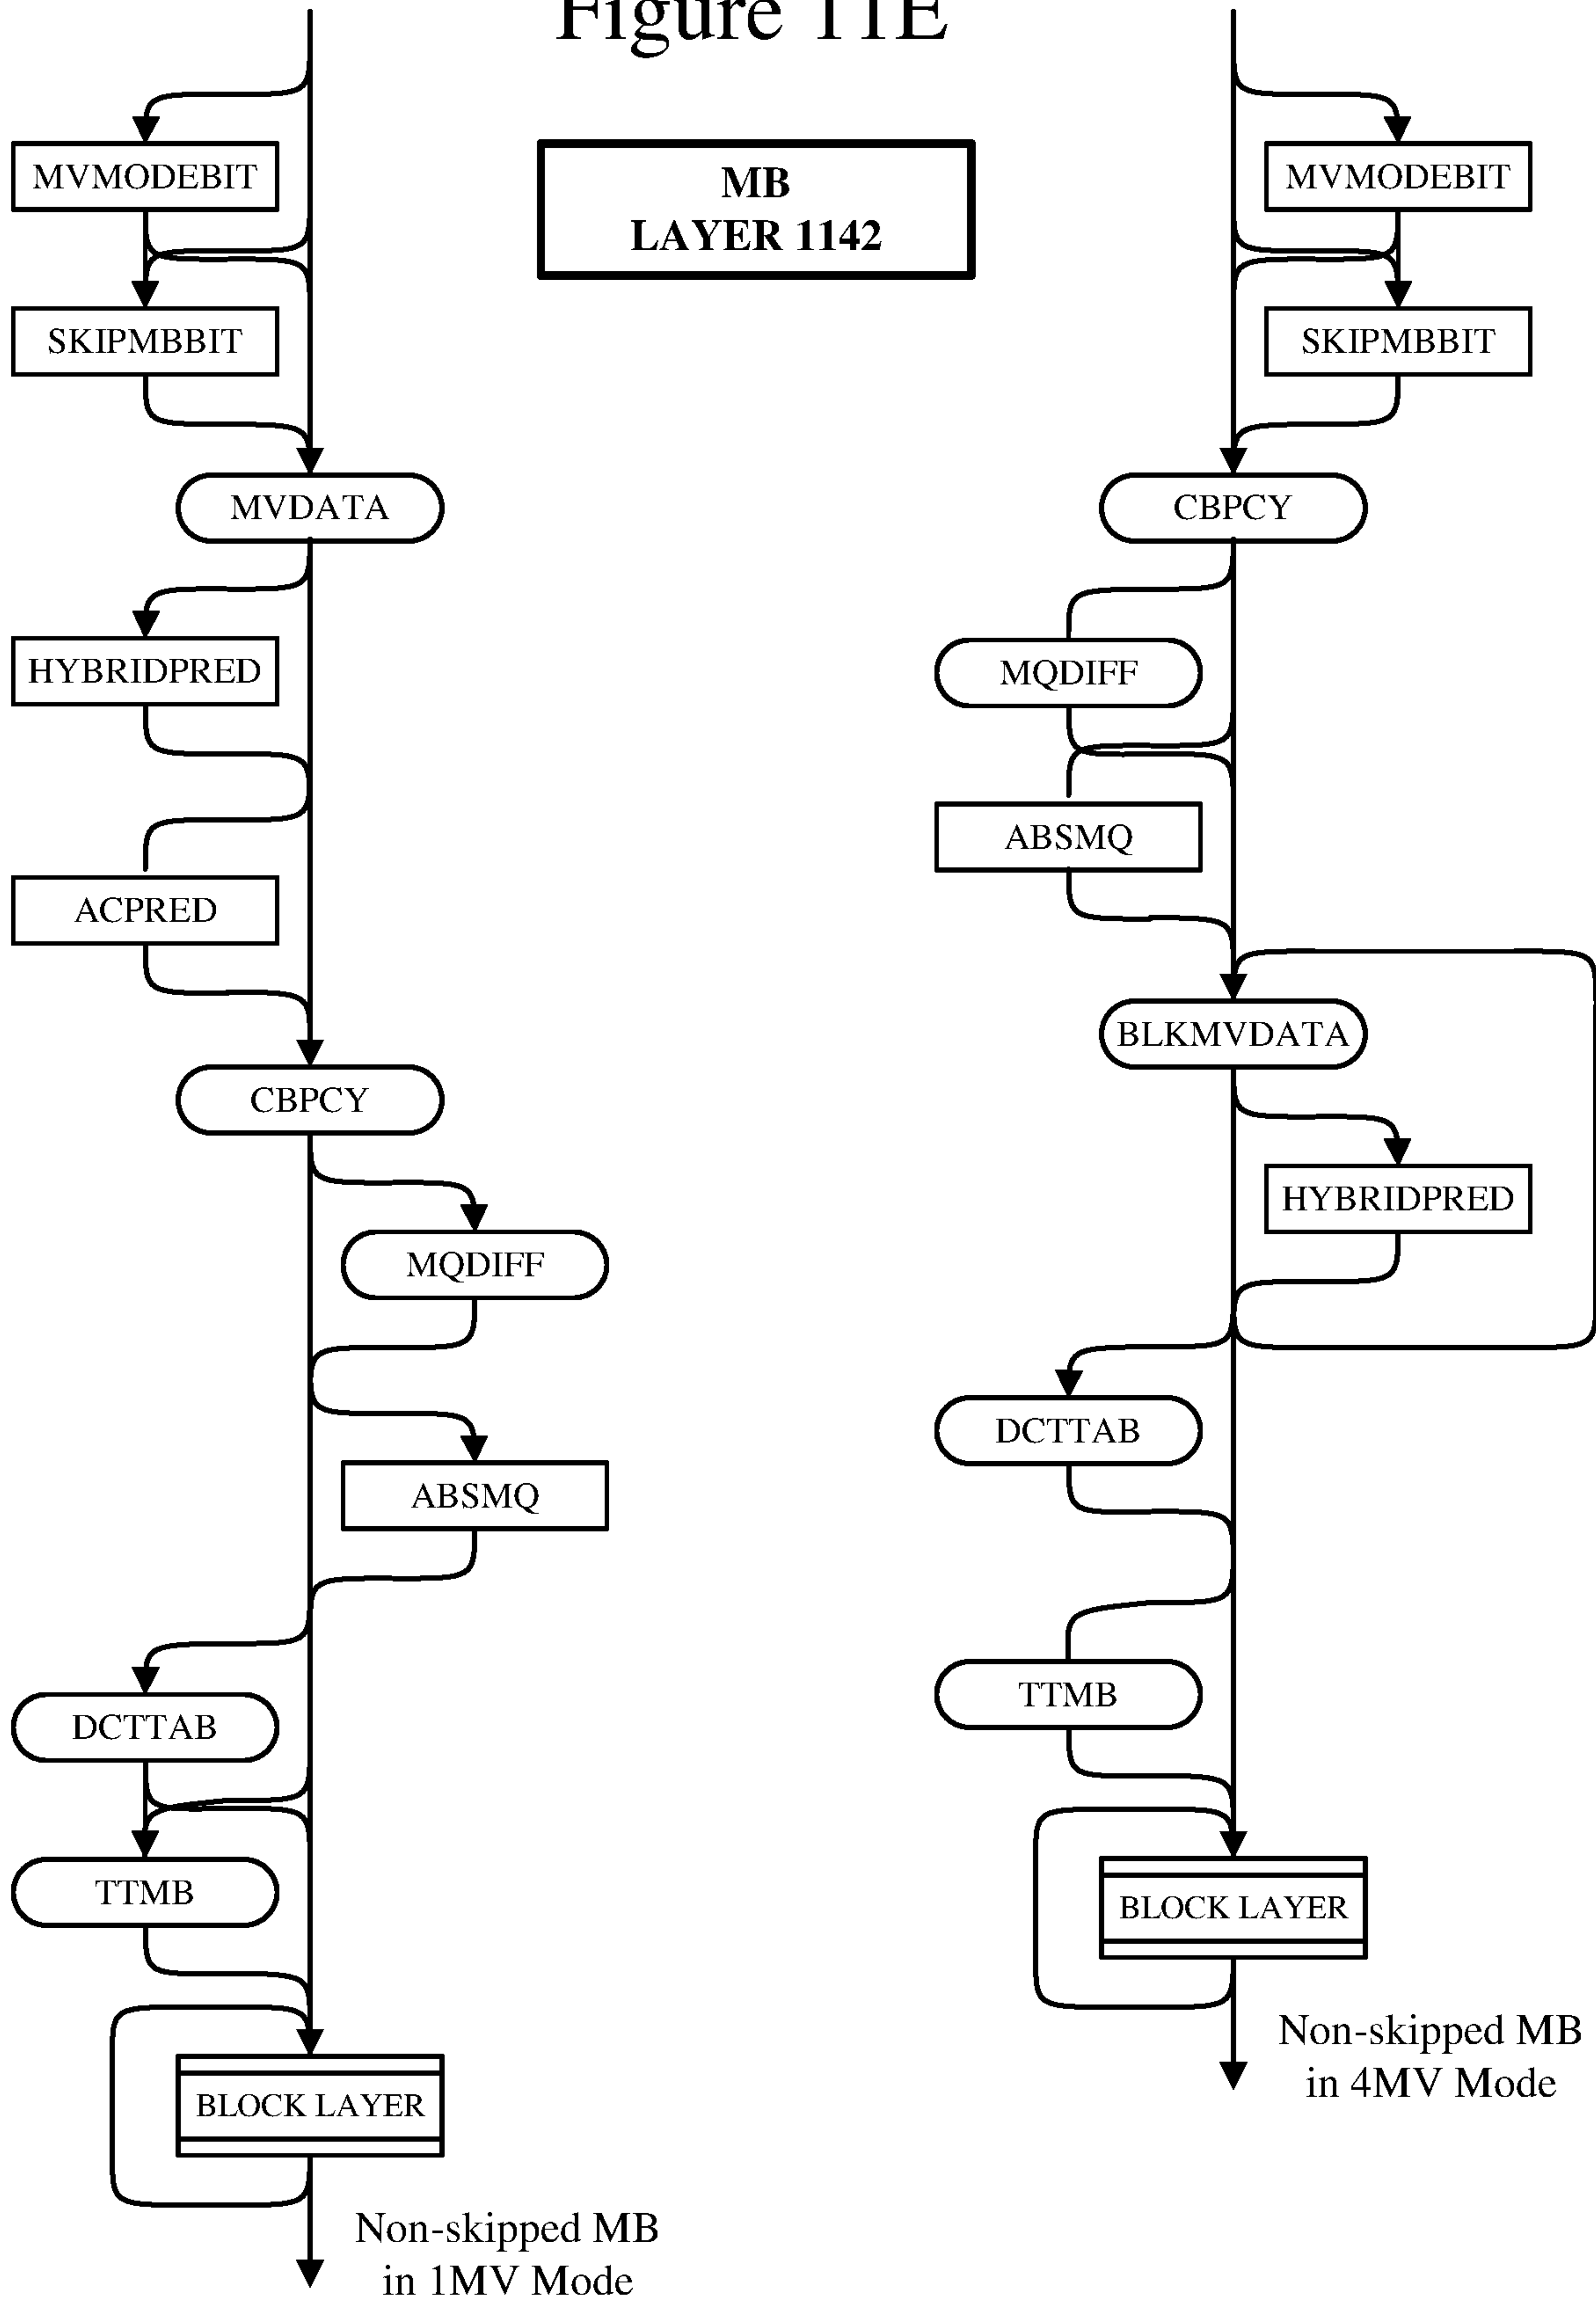 Figure 11E
MB
LAYER 1142
MVMODEBIT
SKIPMBBIT
MVDATA
HYBRIDPRED
ACPRED
CBPCY
MQDIFF
ABSMQ
DCTTAB
TTMB
BLOCK LAYER
Non-skipped MB
in 1MV Mode
MVMODEBIT
SKIPMBBIT
CBPCY
MQDIFF
ABSMQ
BLKMVDATA
HYBRIDPRED
DCTTAB
TTMB
BLOCK LAYER
Non-skipped MB
in 4MV Mode